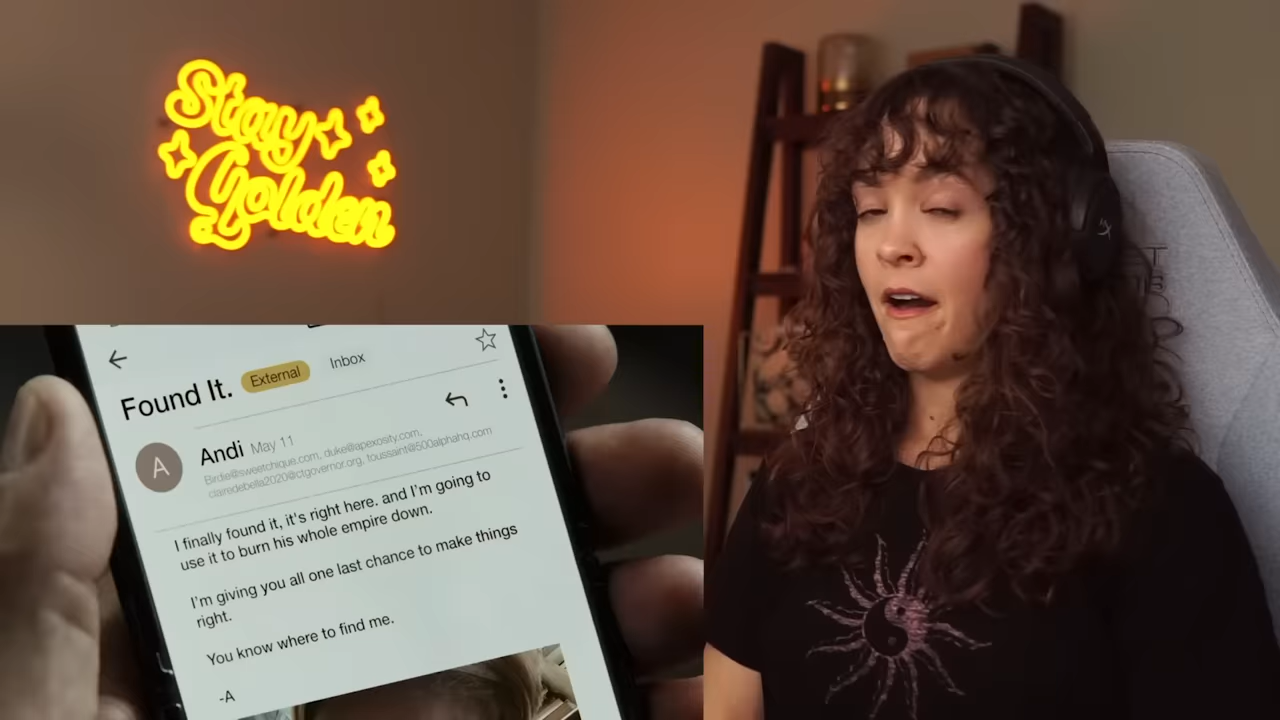 Stay
Golden
Found It. External Inbox
A
Andi May 11
Birdie@sweetchique.com, duke@apexosity.com,
clairedebella2020@ctgovernor.org, toussaint@500alphahq.com
I finally found it, it's right here. and I'm going to
use it to burn his whole empire down.
I'm giving you all one last chance to make things
right.
You know where to find me.
-A